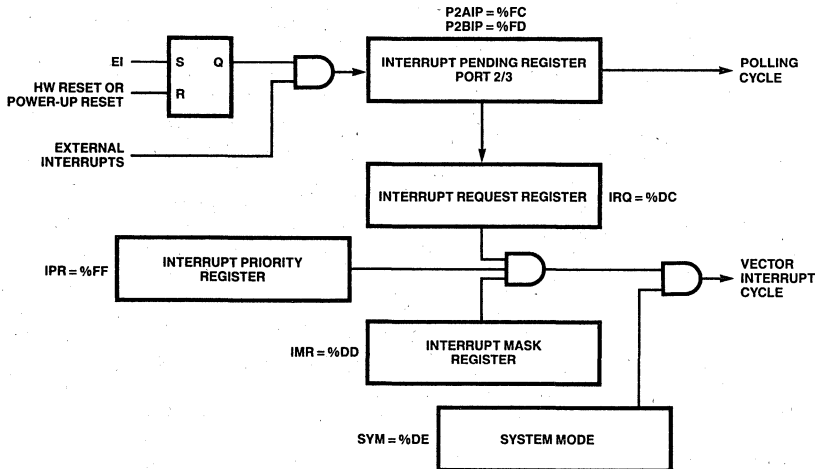 P2AIP = %FC
P2BIP = %FD
EI
S Q
R
HW RESET OR
POWER-UP RESET
INTERRUPT PENDING REGISTER
PORT 2/3
POLLING
CYCLE
EXTERNAL
INTERRUPTS
INTERRUPT REQUEST REGISTER
IRQ = %DC
IPR = %FF
INTERRUPT PRIORITY
REGISTER
VECTOR
INTERRUPT
CYCLE
IMR = %DD
INTERRUPT MASK
REGISTER
SYM = %DE
SYSTEM MODE